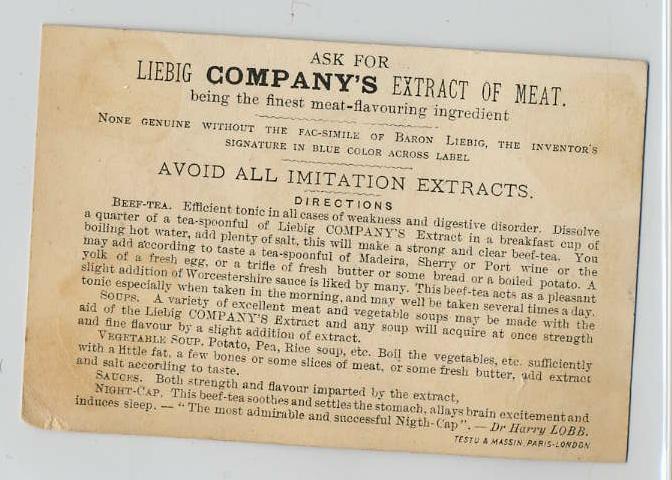 ASK FOR
LIEBIG COMPANY'S EXTRACT OF MEAT.
being the finest meat-flavouring ingredient
NONE GENUINE WITHOUT THE FAC-SIMILE OF BARON LIEBIG, THE INVENTOR'S
SIGNATURE IN BLUE COLOR ACROSS LABEL
AVOID ALL IMITATION EXTRACTS.
DIRECTIONS
BEEF-TEA. Efficient tonic in all cases of weakness and digestive disorder. Dissolve
a quarter of a tea-spoonful of Liebig COMPANY'S Extract in a breakfast cup of
boiling hot water, add plenty of salt, this will make a strong and clear beef-tea. You
may add according to taste a tea-spoonful of Madeira, Sherry or Port wine or the
yolk of a fresh egg, or a trifle of fresh butter or some bread or a boiled potato. A
slight addition of Worcestershire sauce is liked by many. This beef-tea acts as a pleasant
tonic especially when taken in the morning, and may well be taken several times a day.
SOUPS. A variety of excellent meat and vegetable soups may be made with the
aid of the Liebig COMPANY'S Extract and any soup will acquire at once strength
and fine flavour by a slight addition of extract.
VEGETABLE SOUP. Potato, Pea, Rice soup, etc. Boil the vegetables, etc. sufficiently
with a little fat, a few bones or some slices of meat, or some fresh butter, add extract
and salt according to taste.
SAUCES. Both strength and flavour imparted by the extract,
NIGHT-CAP. This beef-tea soothes and settles the stomach, allays brain excitement and
induces sleep. — "The most admirable and successful Nigth-Cap". — Dr Harry LOBB.
TESTU & MASSIN, PARIS-LONDON